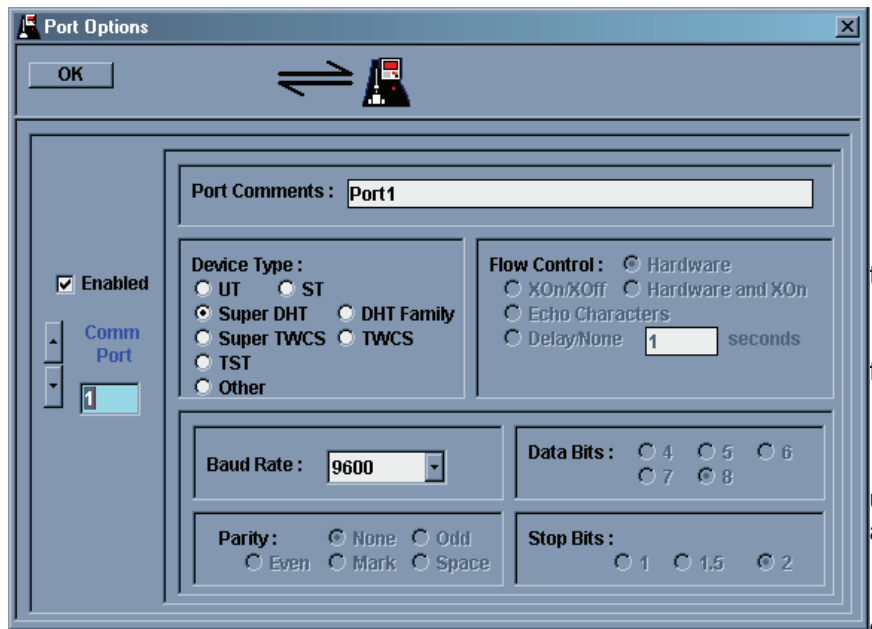 Port Options
OK
Port Comments : Port1
Enabled
Comm
Port
1
Device Type :
UT ST
Super DHT DHT Family
Super TWCS TWCS
TST
Other
Flow Control : Hardware
XOn/XOff Hardware and XOn
Echo Characters
Delay/None 1 seconds
Baud Rate : 9600
Data Bits : 4 5 6
7 8
Parity : None Odd
Even Mark Space
Stop Bits :
1 1.5 2